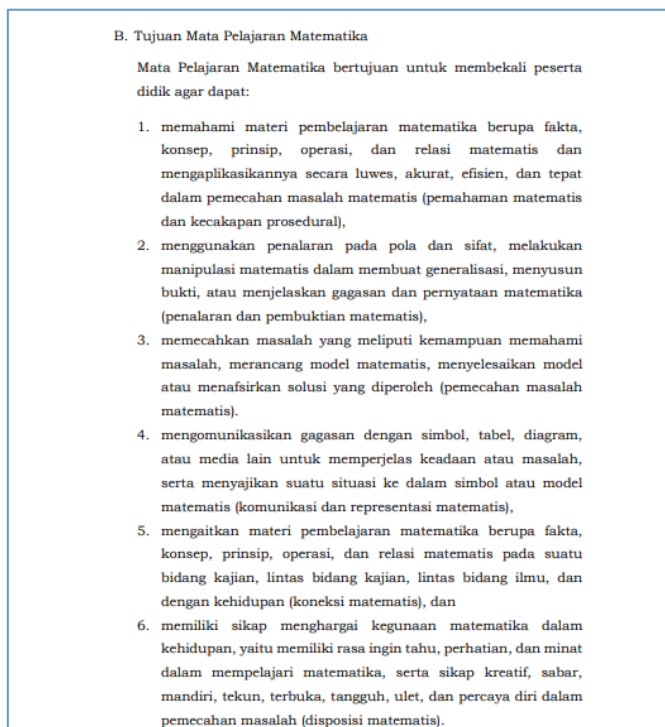 B. Tujuan Mata Pelajaran Matematika
Mata Pelajaran Matematika bertujuan untuk membekali peserta
didik agar dapat:
1. memahami materi pembelajaran matematika berupa fakta,
konsep, prinsip, operasi, dan relasi matematis dan
mengaplikasikannya secara luwes, akurat, efisien, dan tepat
dalam pemecahan masalah matematis (pemahaman matematis
dan kecakapan prosedural),
2. menggunakan penalaran pada pola dan sifat, melakukan
manipulasi matematis dalam membuat generalisasi, menyusun
bukti, atau menjelaskan gagasan dan pernyataan matematika
(penalaran dan pembuktian matematis),
3. memecahkan masalah yang meliputi kemampuan memahami
masalah, merancang model matematis, menyelesaikan model
atau menafsirkan solusi yang diperoleh (pemecahan masalah
matematis).
4. mengomunikasikan gagasan dengan simbol, tabel, diagram,
atau media lain untuk memperjelas keadaan atau masalah,
serta menyajikan suatu situasi ke dalam simbol atau model
matematis (komunikasi dan representasi matematis),
5. mengaitkan materi pembelajaran matematika berupa fakta,
konsep, prinsip, operasi, dan relasi matematis pada suatu
bidang kajian, lintas bidang kajian, lintas bidang ilmu, dan
dengan kehidupan (koneksi matematis), dan
6. memiliki sikap menghargai kegunaan matematika dalam
kehidupan, yaitu memiliki rasa ingin tahu, perhatian, dan minat
dalam mempelajari matematika, serta sikap kreatif, sabar,
mandiri, tekun, terbuka, tangguh, ulet, dan percaya diri dalam
pemecahan masalah (disposisi matematis).